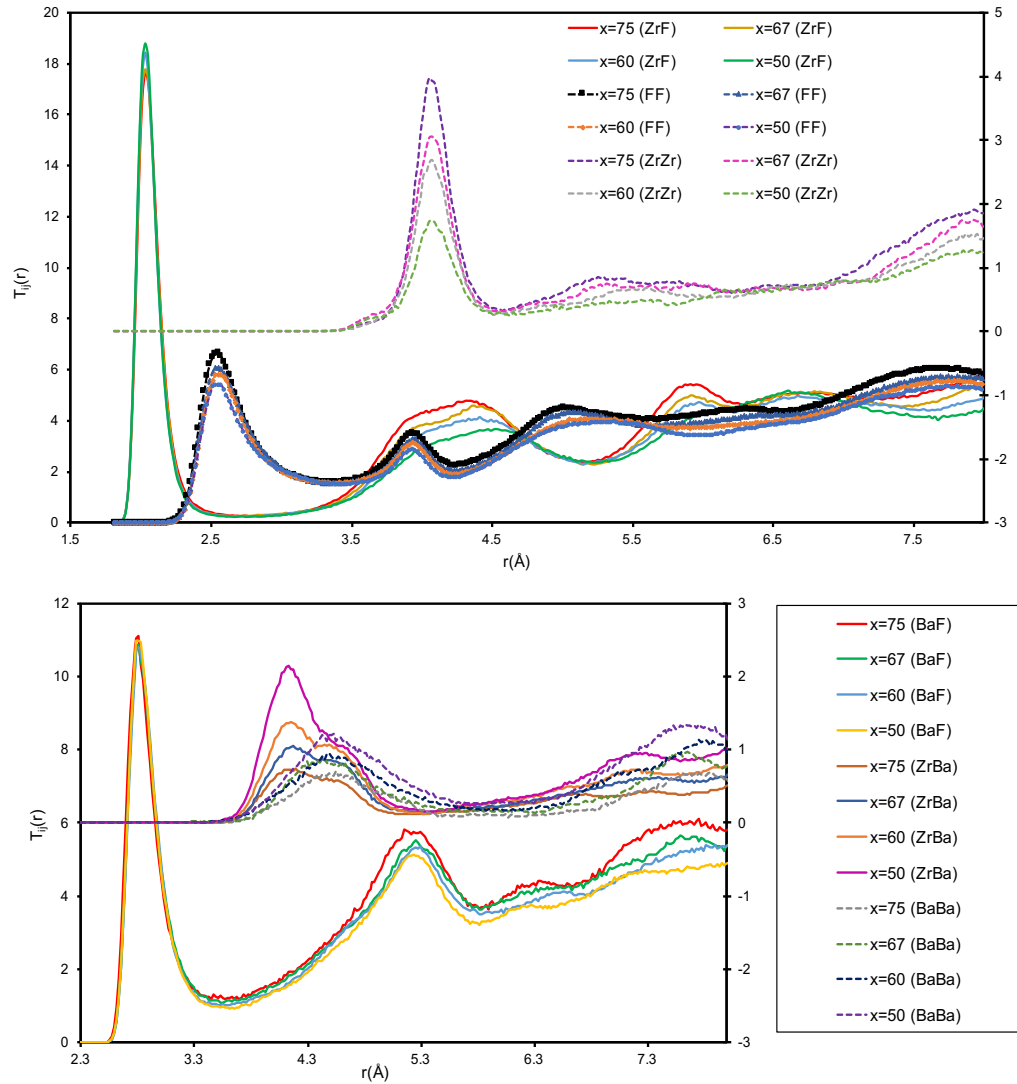 20
18
16
14
12
10
8
6
4
2
0
T_ij(r)
5
4
3
2
1
0
-1
-2
-3
1.5 2.5 3.5 4.5 5.5 6.5 7.5
r(Å)
x=75 (ZrF) x=67 (ZrF)
x=60 (ZrF) x=50 (ZrF)
x=75 (FF) x=67 (FF)
x=60 (FF) x=50 (FF)
x=75 (ZrZr) x=67 (ZrZr)
x=60 (ZrZr) x=50 (ZrZr)
12
10
8
6
4
2
0
T_ij(r)
3
2
1
0
-1
-2
-3
2.3 3.3 4.3 5.3 6.3 7.3
r(Å)
x=75 (BaF)
x=67 (BaF)
x=60 (BaF)
x=50 (BaF)
x=75 (ZrBa)
x=67 (ZrBa)
x=60 (ZrBa)
x=50 (ZrBa)
x=75 (BaBa)
x=67 (BaBa)
x=60 (BaBa)
x=50 (BaBa)